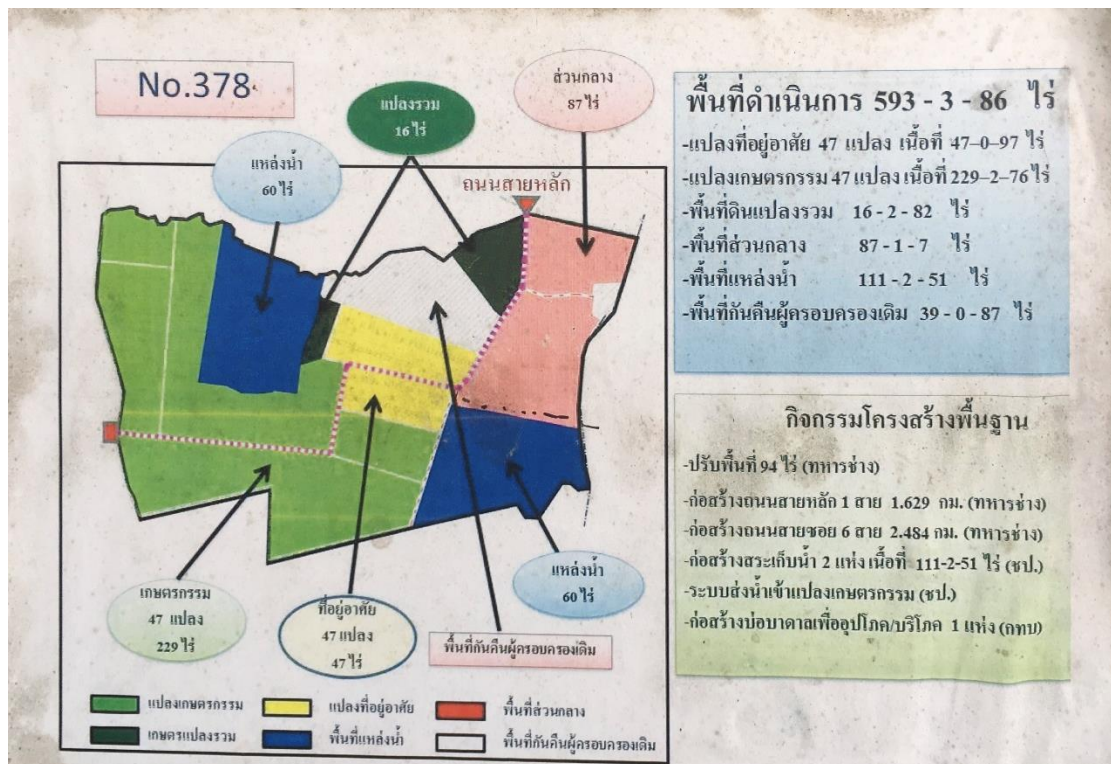 No.378
แปลงรวม
16 ไร่
ส่วนกลาง
87 ไร่
แหล่งน้ำ
60 ไร่
ถนนสายหลัก
แหล่งน้ำ
60 ไร่
เกษตรกรรม
47 แปลง
229 ไร่
ที่อยู่อาศัย
47 แปลง
47 ไร่
พื้นที่กันคืนผู้ครอบครองเดิม
แปลงเกษตรกรรม
แปลงที่อยู่อาศัย
พื้นที่ส่วนกลาง
เกษตรแปลงรวม
พื้นที่แหล่งน้ำ
พื้นที่กันคืนผู้ครอบครองเดิม
พื้นที่ดำเนินการ 593 - 3 - 86 ไร่
-แปลงที่อยู่อาศัย 47 แปลง เนื้อที่ 47-0-97 ไร่
-แปลงเกษตรกรรม 47 แปลง เนื้อที่ 229-2-76 ไร่
-พื้นที่ดินแปลงรวม 16 - 2 - 82 ไร่
-พื้นที่ส่วนกลาง 87 - 1 - 7 ไร่
-พื้นที่แหล่งน้ำ 111 - 2 - 51 ไร่
-พื้นที่กันคืนผู้ครอบครองเดิม 39 - 0 - 87 ไร่
กิจกรรมโครงสร้างพื้นฐาน
-ปรับพื้นที่ 94 ไร่ (ทหารช่าง)
-ก่อสร้างถนนสายหลัก 1 สาย 1.629 กม. (ทหารช่าง)
-ก่อสร้างถนนสายซอย 6 สาย 2.484 กม. (ทหารช่าง)
-ก่อสร้างสระเก็บน้ำ 2 แห่ง เนื้อที่ 111-2-51 ไร่ (ชป.)
-ระบบส่งน้ำเข้าแปลงเกษตรกรรม (ชป.)
-ก่อสร้างบ่อบาดาลเพื่ออุปโภค/บริโภค 1 แห่ง (กทบ)